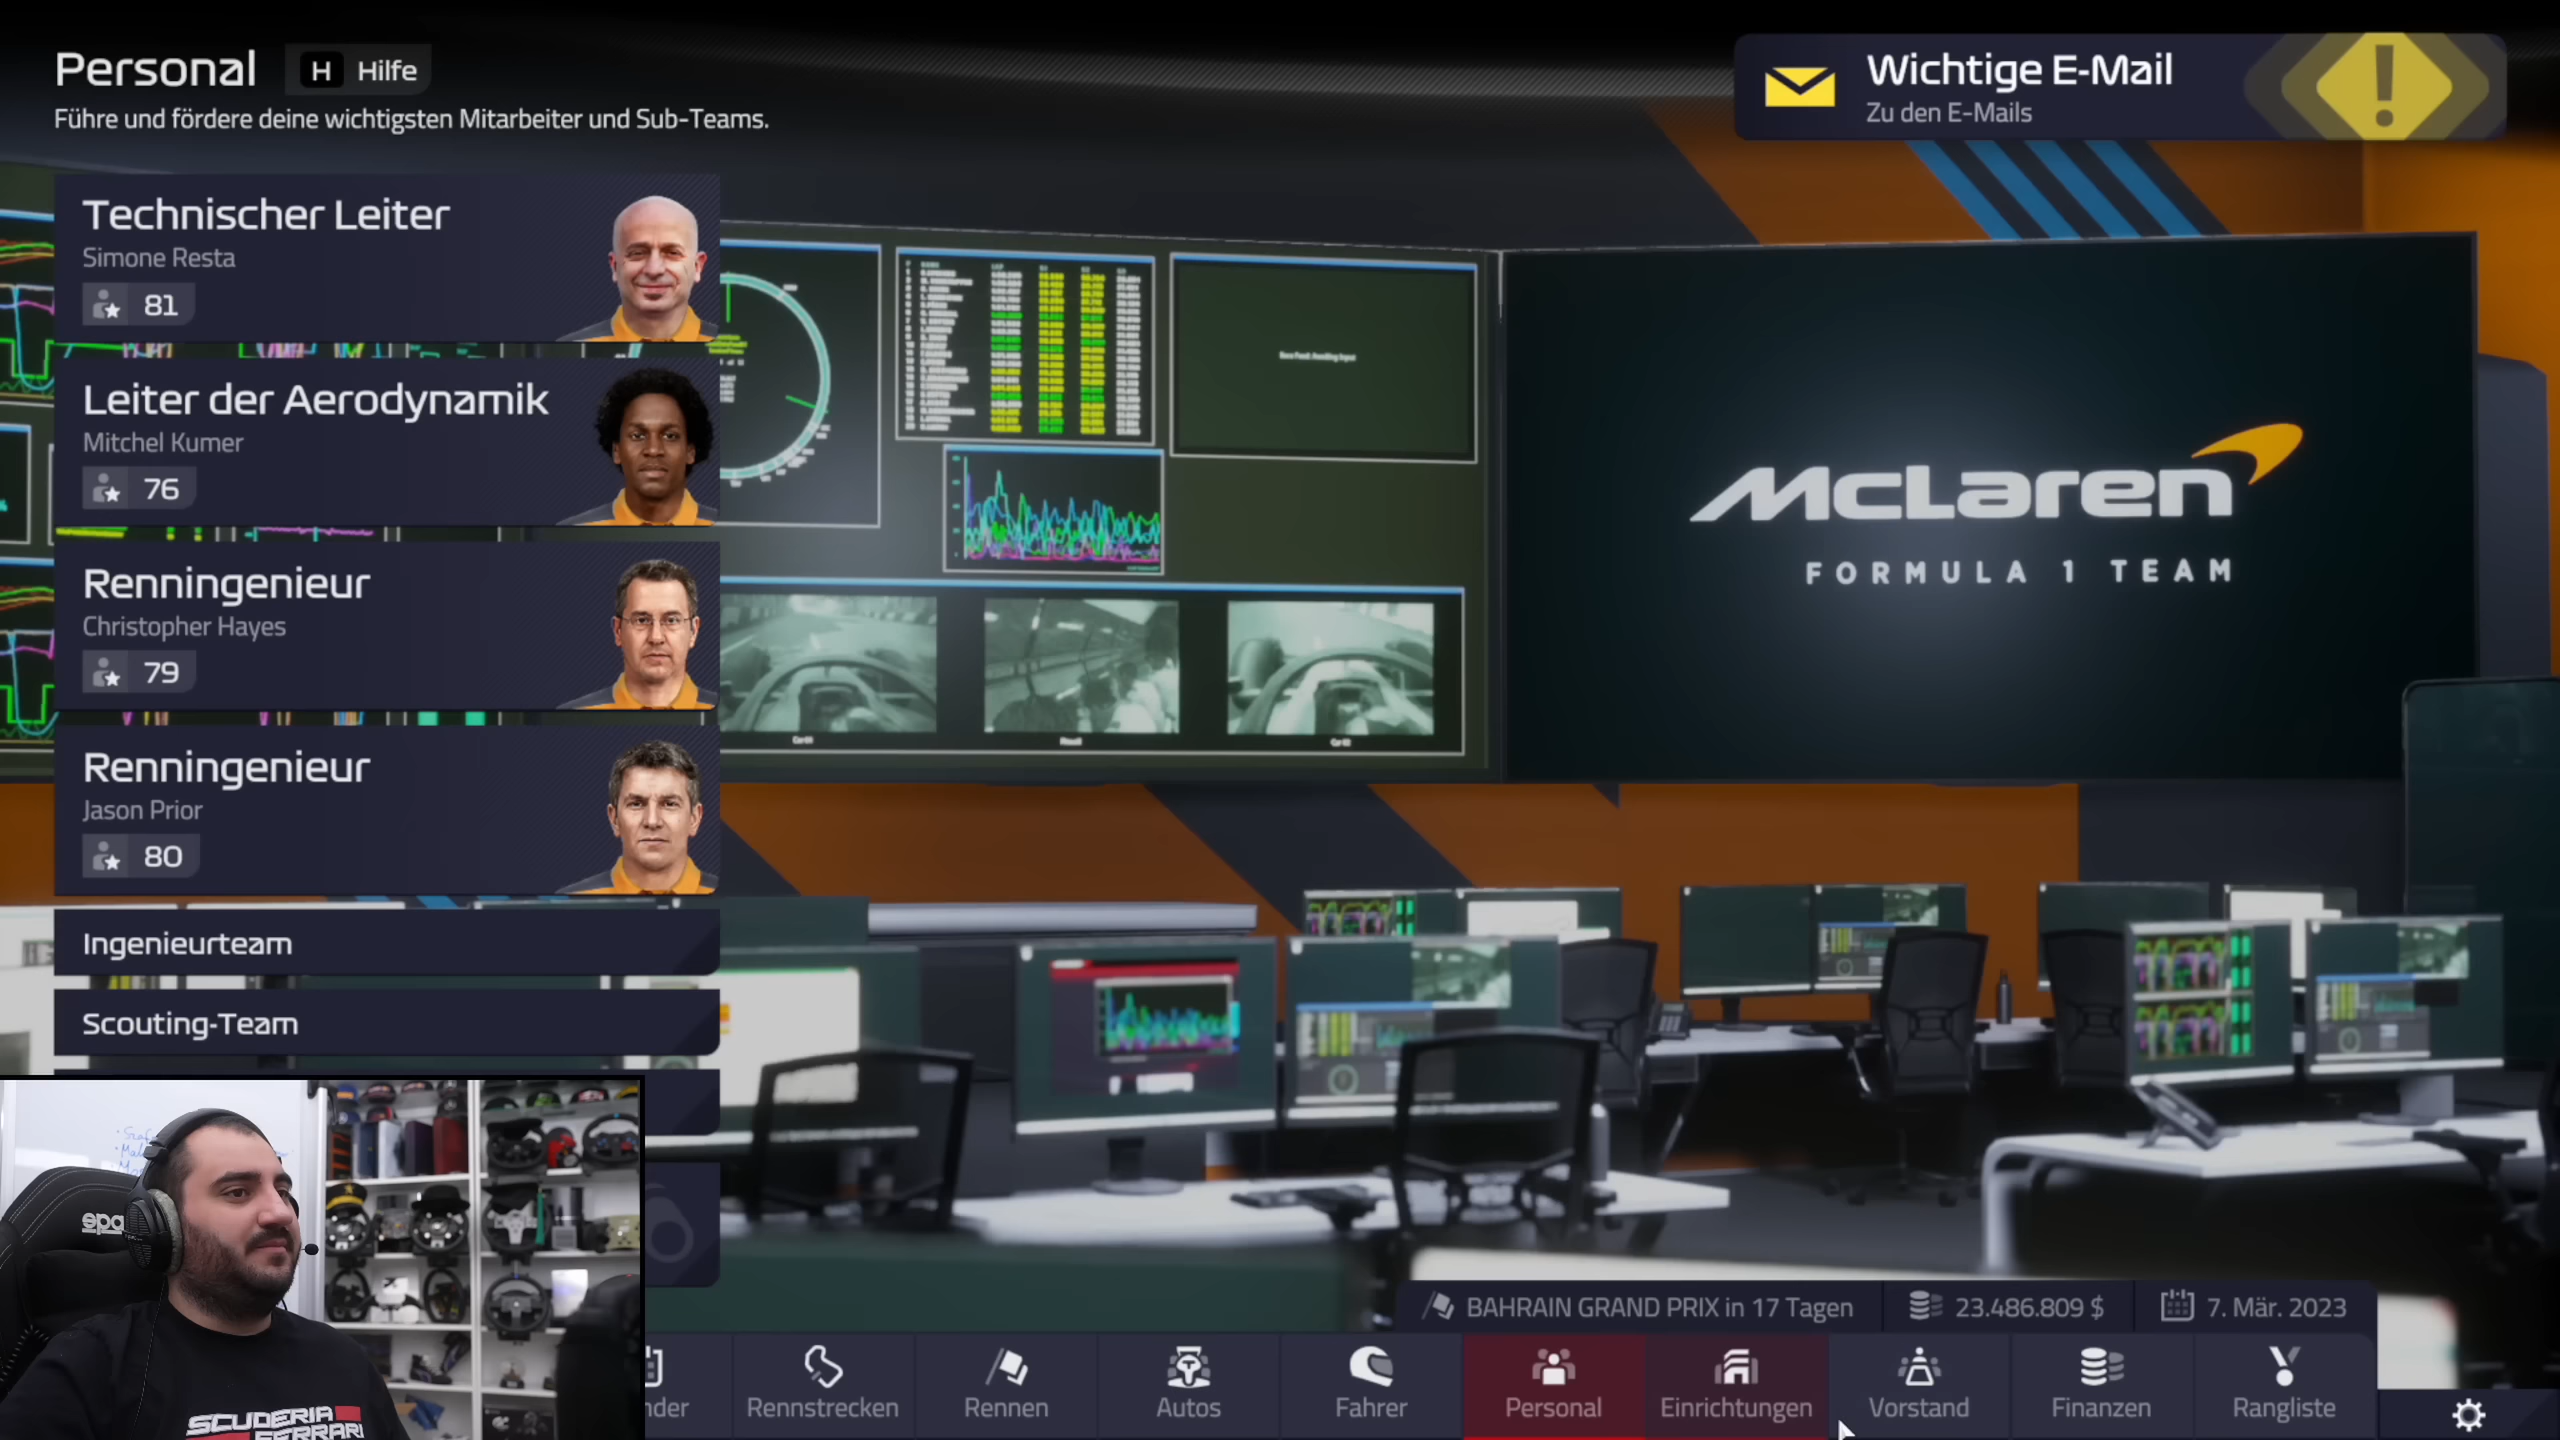 Personal
H Hilfe
Führe und fördere deine wichtigsten Mitarbeiter und Sub-Teams.
Wichtige E-Mail
Zu den E-Mails
Technischer Leiter
Simone Resta
81
Leiter der Aerodynamik
Mitchel Kumer
76
Renningenieur
Christopher Hayes
79
Renningenieur
Jason Prior
80
Ingenieurteam
Scouting-Team
McLaren
FORMULA 1 TEAM
SCUDERIA
FERRARI
BAHRAIN GRAND PRIX in 17 Tagen
23.486.809 $
7. Mär. 2023
nder
Rennstrecken
Rennen
Autos
Fahrer
Personal
Einrichtungen
Vorstand
Finanzen
Rangliste